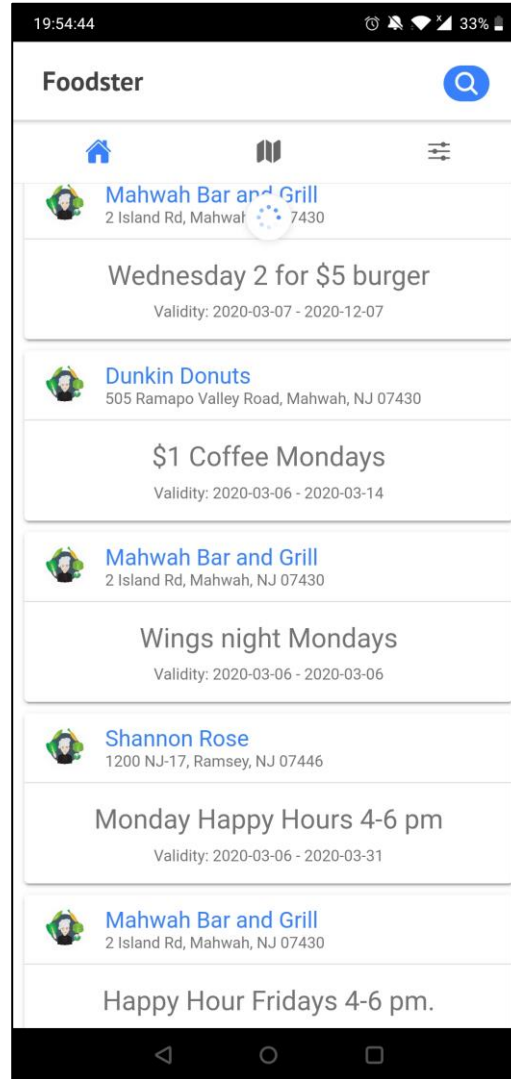 19:54:44
33%
Foodster
Mahwah Bar and Grill
2 Island Rd, Mahwah 7430
Wednesday 2 for $5 burger
Validity: 2020-03-07 - 2020-12-07
Dunkin Donuts
505 Ramapo Valley Road, Mahwah, NJ 07430
$1 Coffee Mondays
Validity: 2020-03-06 - 2020-03-14
Mahwah Bar and Grill
2 Island Rd, Mahwah, NJ 07430
Wings night Mondays
Validity: 2020-03-06 - 2020-03-06
Shannon Rose
1200 NJ-17, Ramsey, NJ 07446
Monday Happy Hours 4-6 pm
Validity: 2020-03-06 - 2020-03-31
Mahwah Bar and Grill
2 Island Rd, Mahwah, NJ 07430
Happy Hour Fridays 4-6 pm.